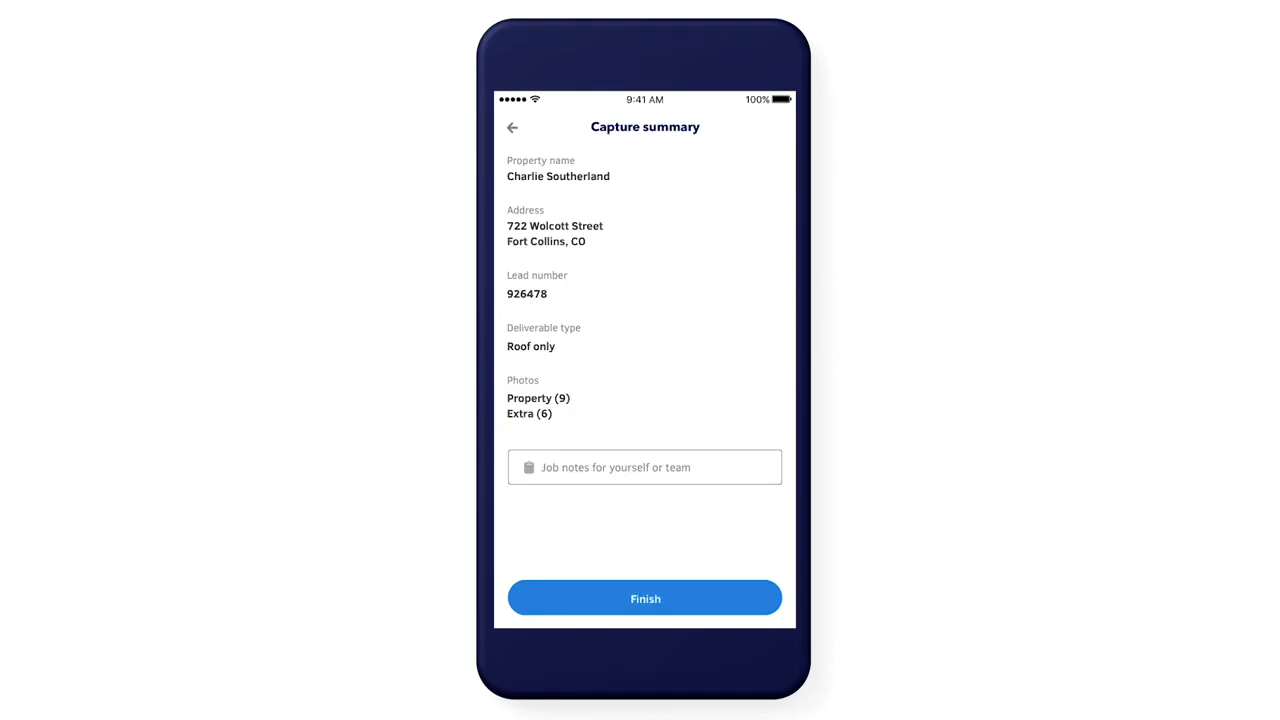 9:41 AM
100%
Capture summary
Property name
Charlie Southerland
Address
722 Wolcott Street
Fort Collins, CO
Lead number
926478
Deliverable type
Roof only
Photos
Property (9)
Extra (6)
Job notes for yourself or team
Finish